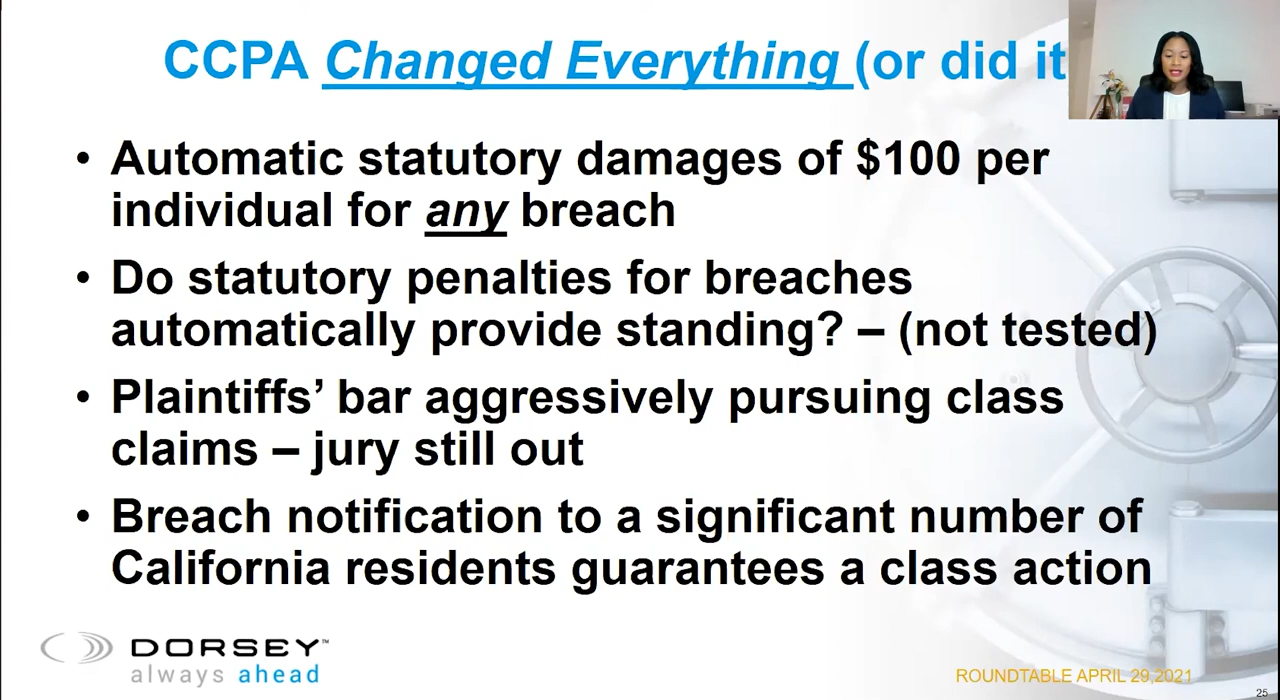 CCPA Changed Everything (or did it
• Automatic statutory damages of $100 per
individual for any breach
• Do statutory penalties for breaches
automatically provide standing? – (not tested)
• Plaintiffs’ bar aggressively pursuing class
claims – jury still out
• Breach notification to a significant number of
California residents guarantees a class action
DORSEY™
always ahead
ROUNDTABLE APRIL 29,2021
25